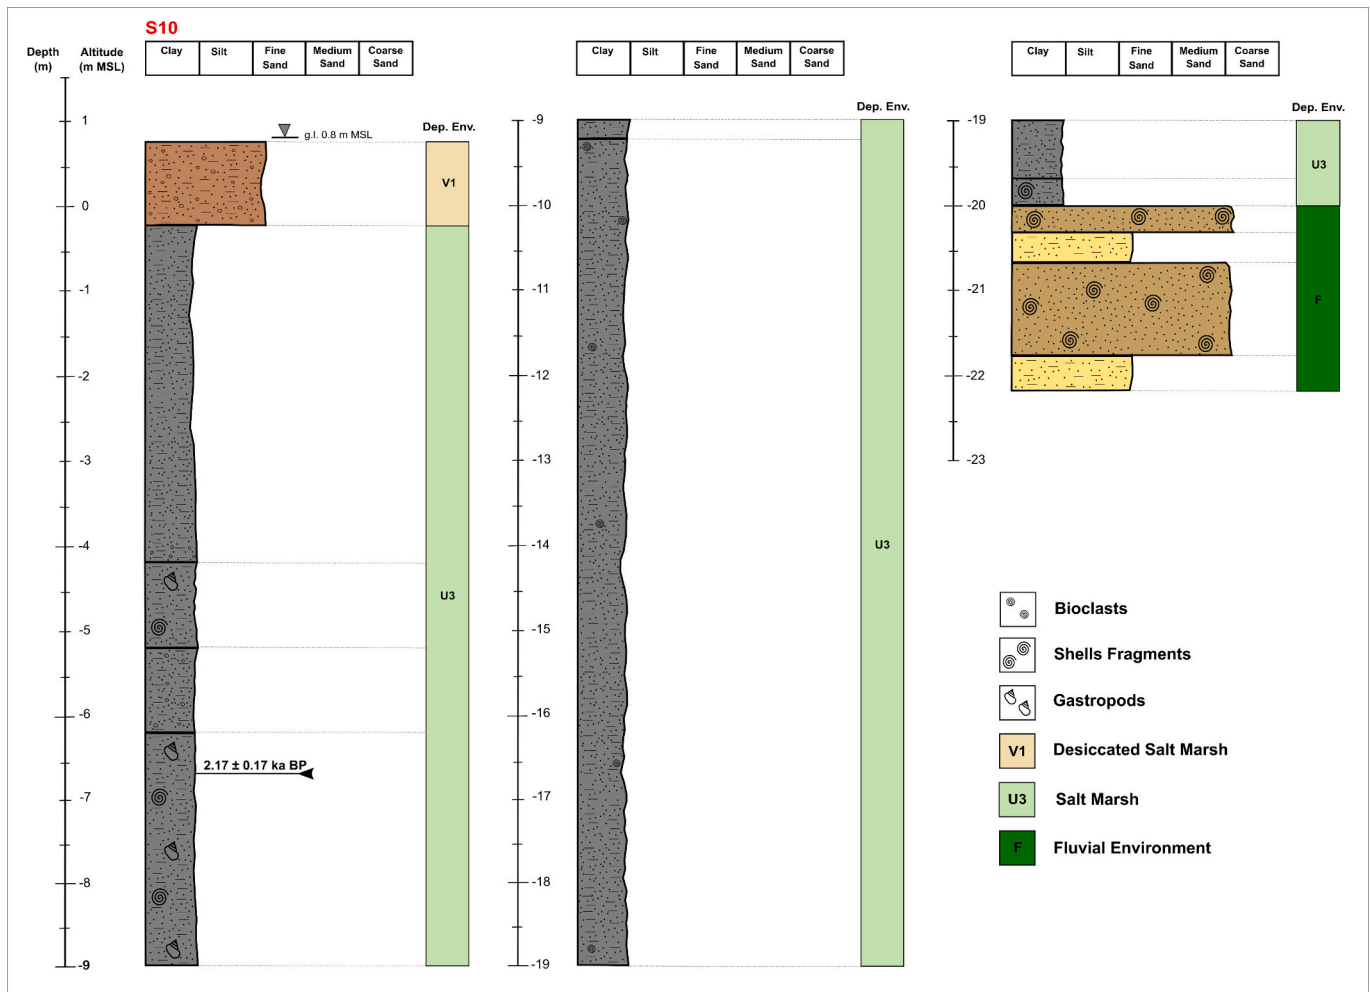 S10
Depth
(m)
Altitude
(m MSL)
Clay
Silt
Fine
Sand
Medium
Sand
Coarse
Sand
Dep. Env.
g.l. 0.8 m MSL
1
0
-1
-2
-3
-4
-5
-6
-7
-8
-9
V1
U3
2.17 ± 0.17 ka BP
Clay
Silt
Fine
Sand
Medium
Sand
Coarse
Sand
Dep. Env.
-9
-10
-11
-12
-13
-14
-15
-16
-17
-18
-19
U3
Clay
Silt
Fine
Sand
Medium
Sand
Coarse
Sand
Dep. Env.
-19
-20
-21
-22
-23
U3
F
Bioclasts
Shells Fragments
Gastropods
V1 Desiccated Salt Marsh
U3 Salt Marsh
F Fluvial Environment